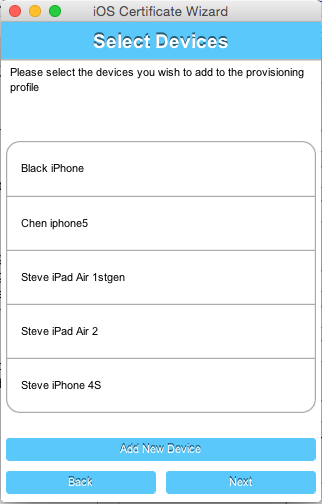 iOS Certificate Wizard
Select Devices
Please select the devices you wish to add to the provisioning
profile
Black iPhone
Chen iphone5
Steve iPad Air 1stgen
Steve iPad Air 2
Steve iPhone 4S
Add New Device
Back
Next